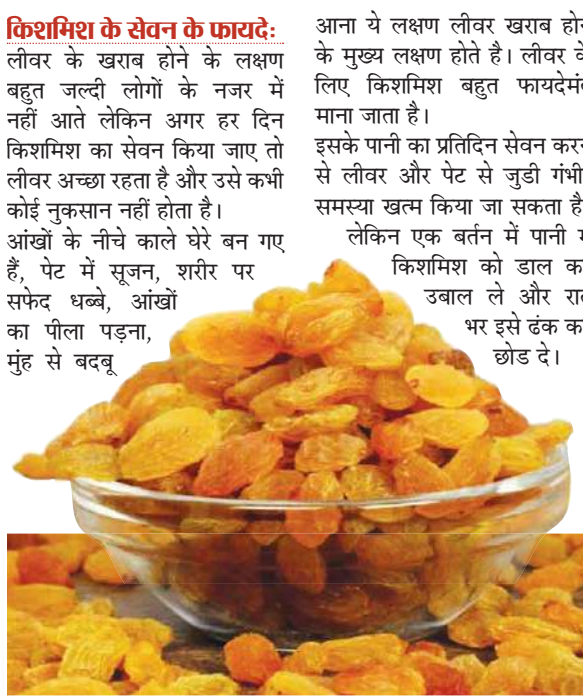 किशमिश के सेवन के फायदे:
लीवर के खराब होने के लक्षण
बहुत जल्दी लोगों के नजर में
नहीं आते लेकिन अगर हर दिन
किशमिश का सेवन किया जाए तो
लीवर अच्छा रहता है और उसे कभी
कोई नुकसान नहीं होता है।
आंखों के नीचे काले घेरे बन गए
हैं, पेट में सूजन, शरीर पर
सफेद धब्बे, आंखों
का पीला पड़ना,
मुंह से बदबू
आना ये लक्षण लीवर खराब
के मुख्य लक्षण होते है। लीवर
लिए किशमिश बहुत
माना जाता है।
इसके पानी का प्रतिदिन सेवन
से लीवर और पेट से जुडी
समस्या खत्म किया जा सकता है
लेकिन एक बर्तन में पानी
किशमिश को डाल
उबाल ले और
भर इसे ढंक
छोड दे।